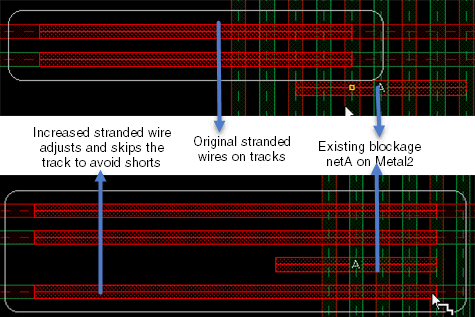 A
Increased stranded wire
adjusts and skips the
track to avoid shorts
Original stranded
wires on tracks
Existing blockage
netA on Metal2
A